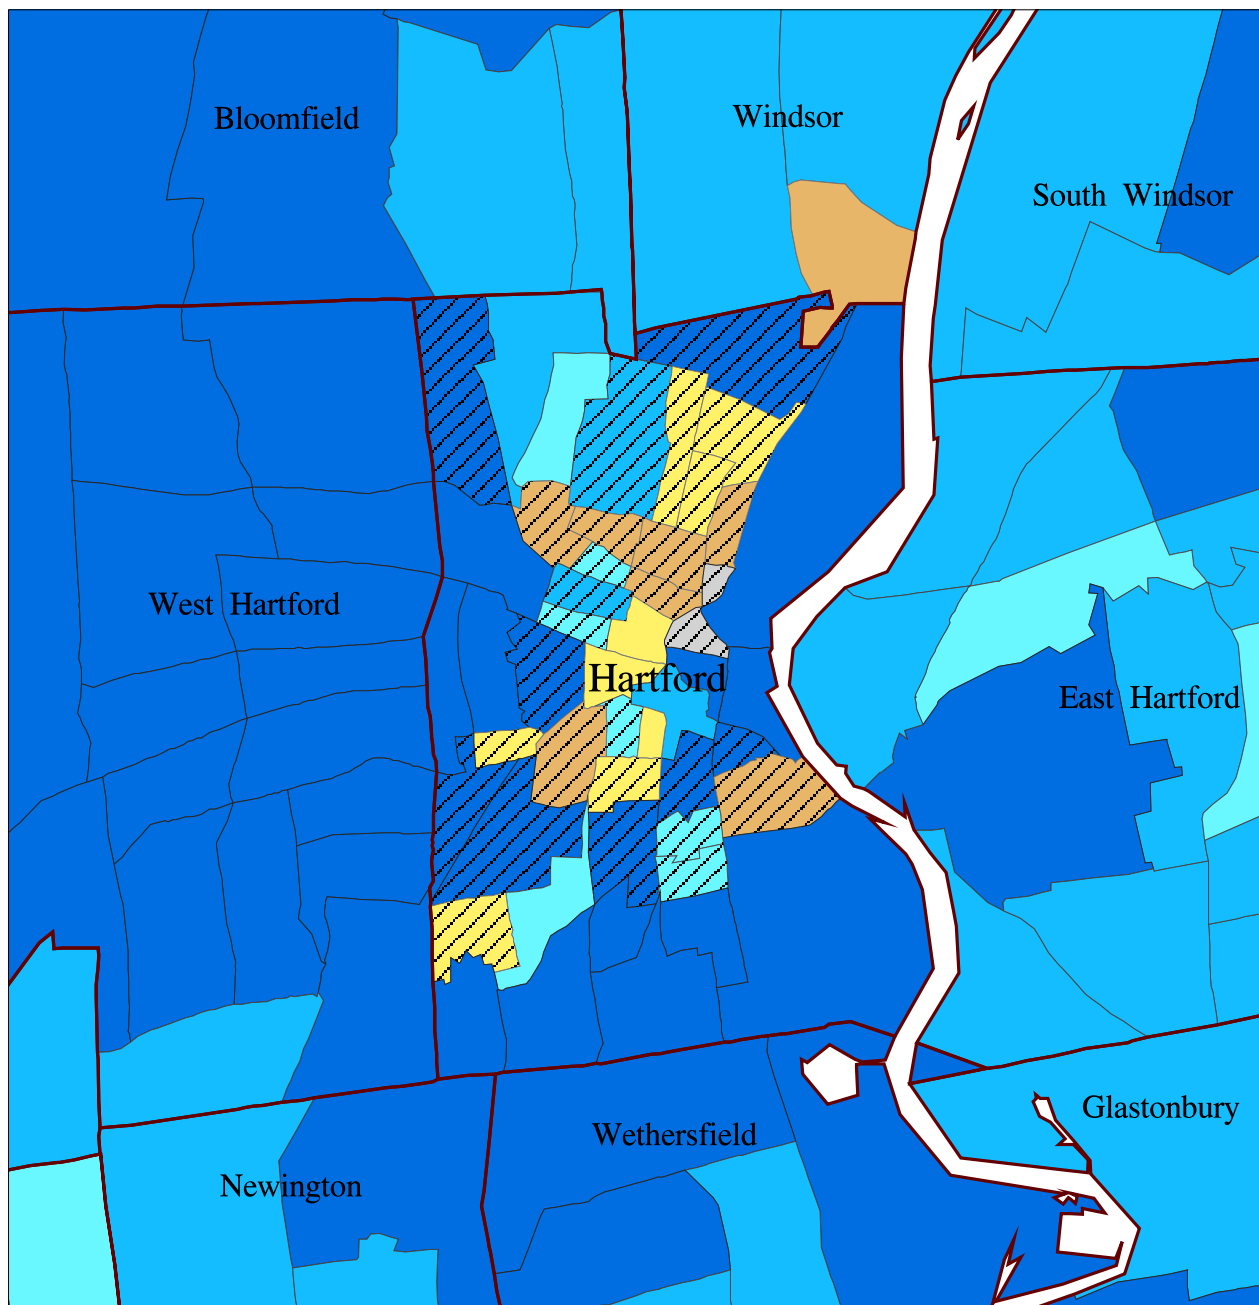 Bloomfield
Windsor
South Windsor
West Hartford
Hartford
East Hartford
Glastonbury
Wethersfield
Newington